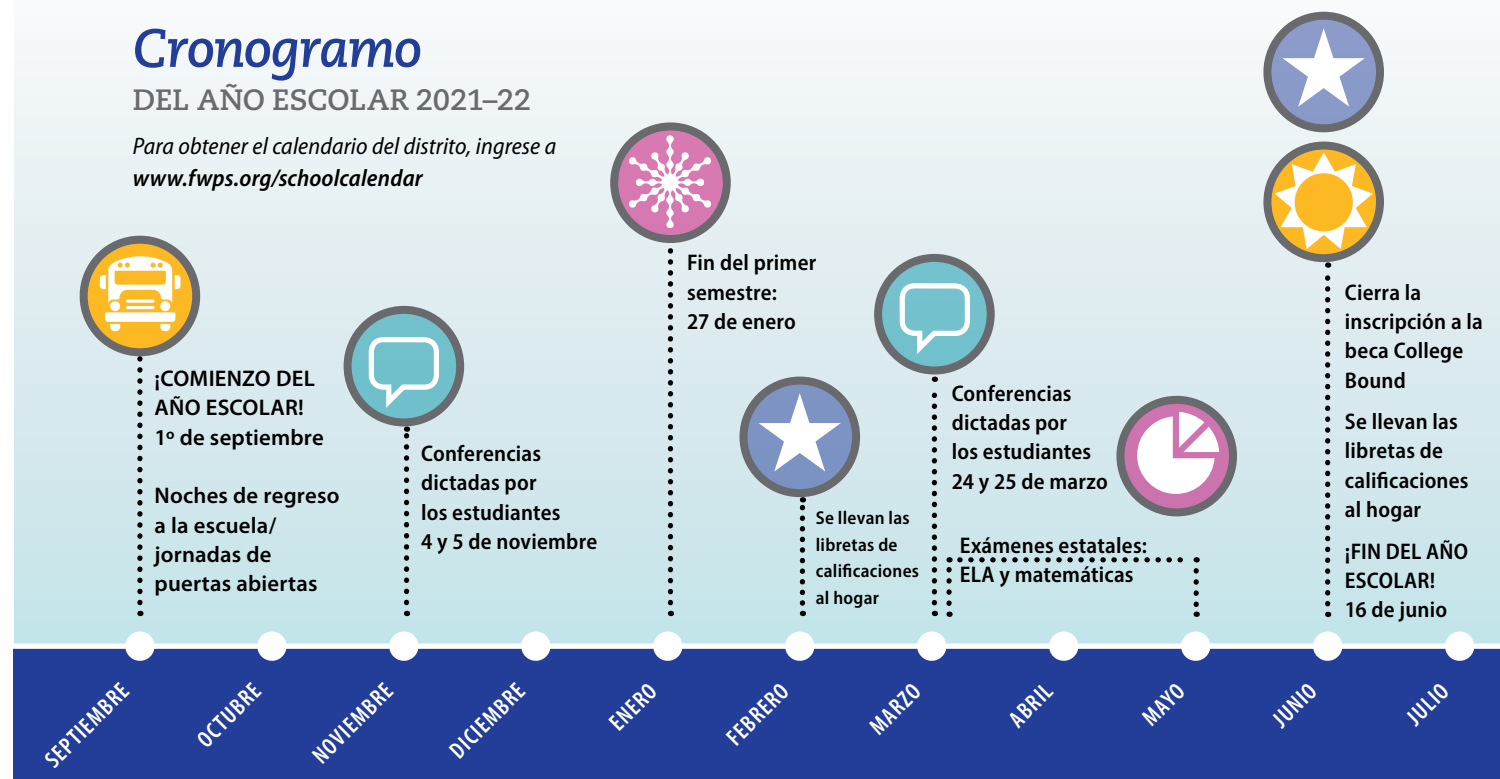 Cronogramo
DEL AÑO ESCOLAR 2021–22
Para obtener el calendario del distrito, ingrese a
www.fwps.org/schoolcalendar
¡COMIENZO DEL
AÑO ESCOLAR!
1º de septiembre
Noches de regreso
a la escuela/
jornadas de
puertas abiertas
Conferencias
dictadas por
los estudiantes
4 y 5 de noviembre
Fin del primer
semestre:
27 de enero
Se llevan las
libretas de
calificaciones
al hogar
Conferencias
dictadas por
los estudiantes
24 y 25 de marzo
Exámenes estatales:
ELA y matemáticas
Cierra la
inscripción a la
beca College
Bound
Se llevan las
libretas de
calificaciones
al hogar
¡FIN DEL AÑO
ESCOLAR!
16 de junio
SEPTIEMBRE
OCTUBRE
NOVIEMBRE
DICIEMBRE
ENERO
FEBRERO
MARZO
ABRIL
MAYO
JUNIO
JULIO